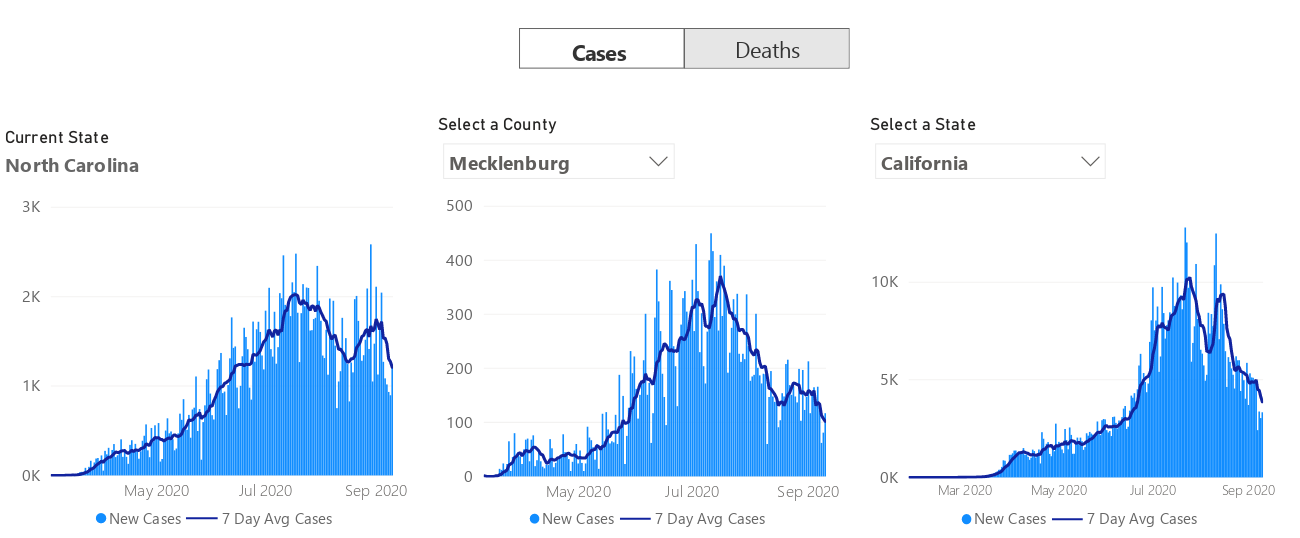 Cases
Deaths
Current State
North Carolina
3K
2K
1K
0K
May 2020
Jul 2020
Sep 2020
New Cases
7 Day Avg Cases
Select a County
Mecklenburg
500
400
300
200
100
0
May 2020
Jul 2020
Sep 2020
New Cases
7 Day Avg Cases
Select a State
California
10K
5K
0K
Mar 2020
May 2020
Jul 2020
Sep 2020
New Cases
7 Day Avg Cases